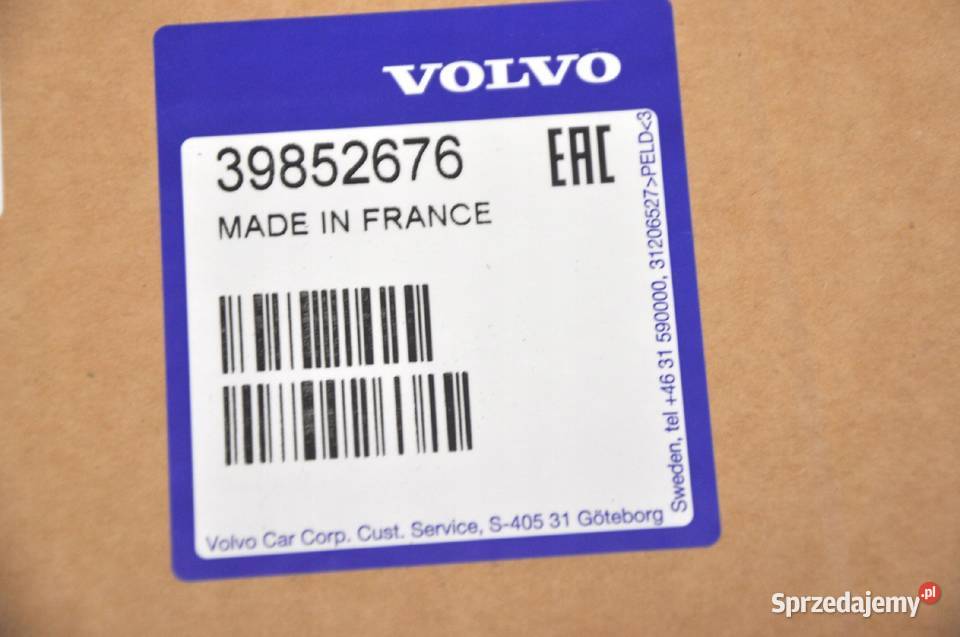 VOLVO
39852676
EAC
MADE IN FRANCE
Volvo Car Corp. Cust. Service, S-405 31 Göteborg
Sweden, tel +46 31 590000, 31206527>PELD<3
Sprzedajemy.pl